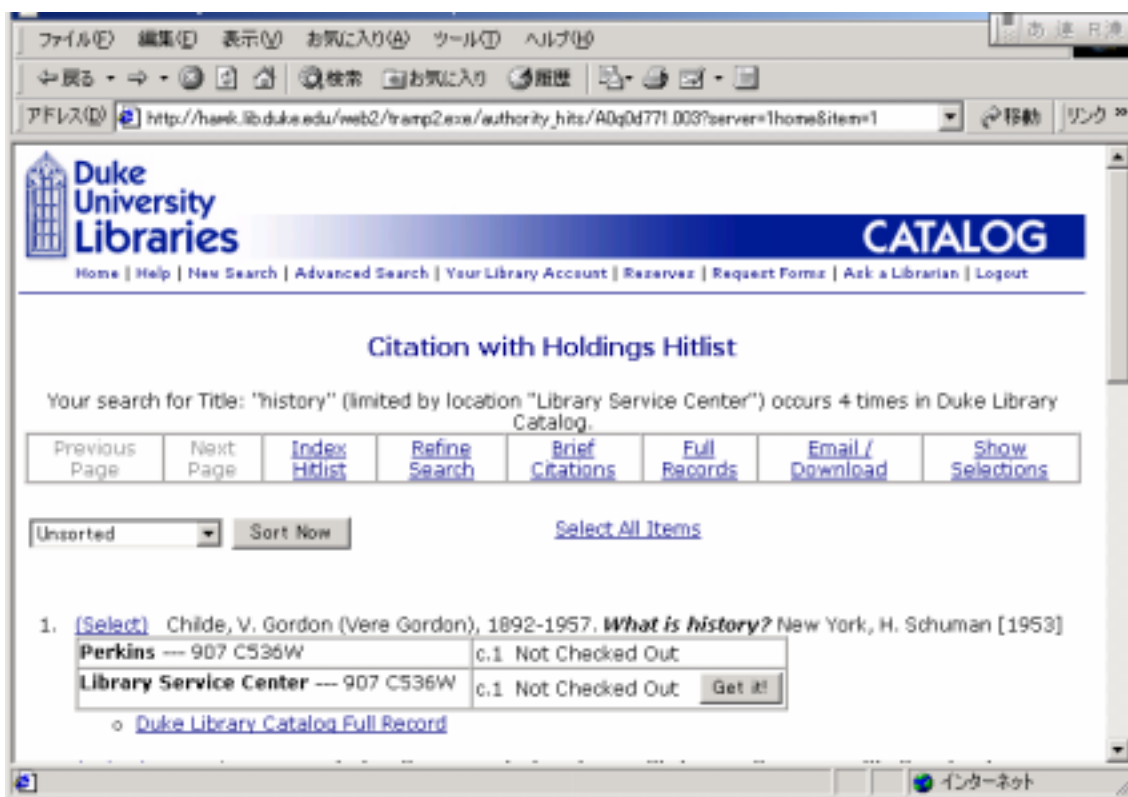 あ 連 R漢
ファイル(F) 編集(E) 表示(V) お気に入り(A) ツール(T) ヘルプ(H)
戻る 検索 お気に入り 履歴
アドレス(D) http://hawk.lib.duke.edu/web2/tramp2.exe/authority_hits/A0q0d771.003?server=1home&item=1 移動 リンク »
Duke
University
Libraries
CATALOG
Home | Help | New Search | Advanced Search | Your Library Account | Reserves | Request Forms | Ask a Librarian | Logout
Citation with Holdings Hitlist
Your search for Title: "history" (limited by location "Library Service Center") occurs 4 times in Duke Library
Catalog.
Previous Page Next Page Index Hitlist Refine Search Brief Citations Full Records Email / Download Show Selections
Unsorted Sort Now Select All Items
1. (Select) Childe, V. Gordon (Vere Gordon), 1892-1957. What is history? New York, H. Schuman [1953]
Perkins --- 907 C536W c.1 Not Checked Out
Library Service Center --- 907 C536W c.1 Not Checked Out Get it!
Duke Library Catalog Full Record
インターネット